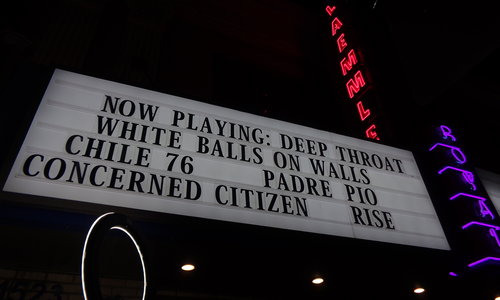 NOW PLAYING: DEEP THROAT
WHITE BALLS ON WALLS
CHILE 76 PADRE PIO
CONCERNED CITIZEN RISE
LAEMMLE
ROYAL